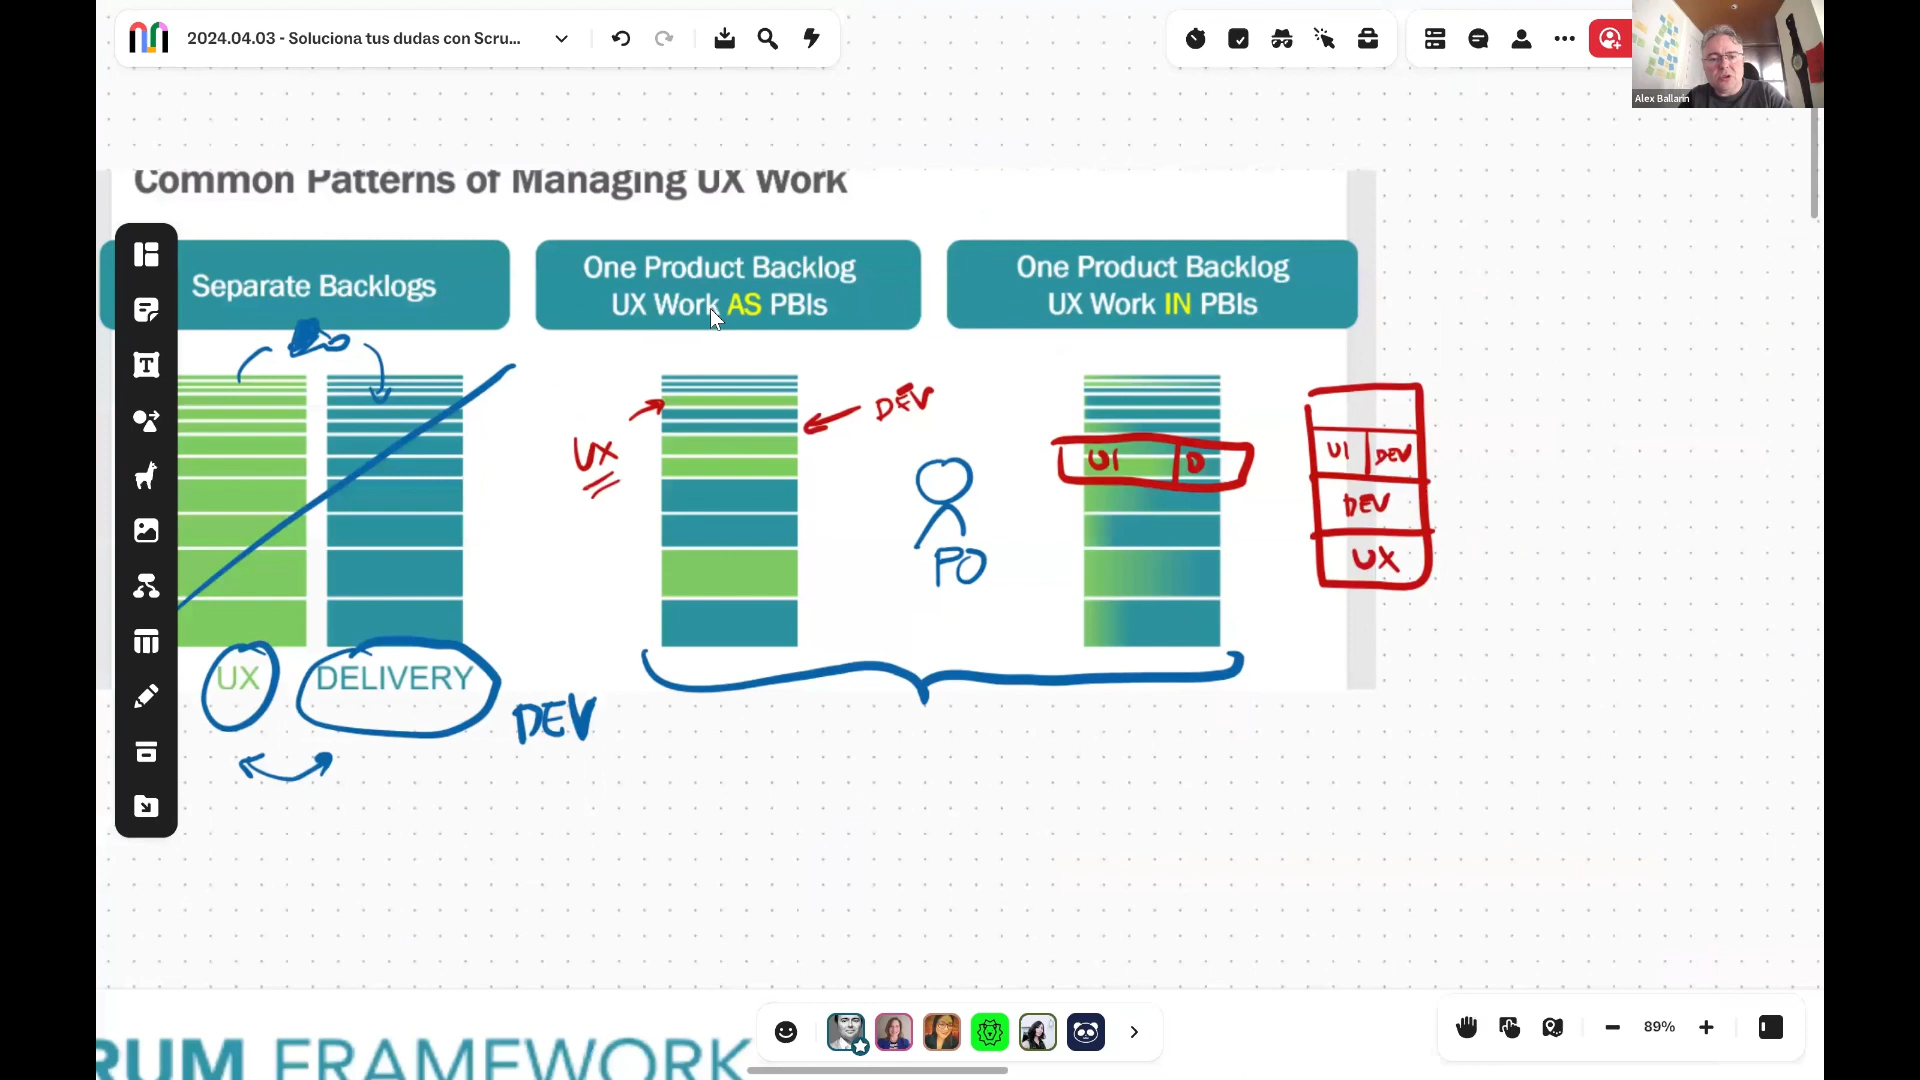 2024.04.03 - Soluciona tus dudas con Scru...
Alex Ballarin
Common Patterns of Managing UX Work
Separate Backlogs
One Product Backlog
UX Work AS PBIs
One Product Backlog
UX Work IN PBIs
DEV
UX
UI
D
UI
DEV
DEV
UX
PO
UX
DELIVERY
DEV
89%
RUM FRAMEWORK